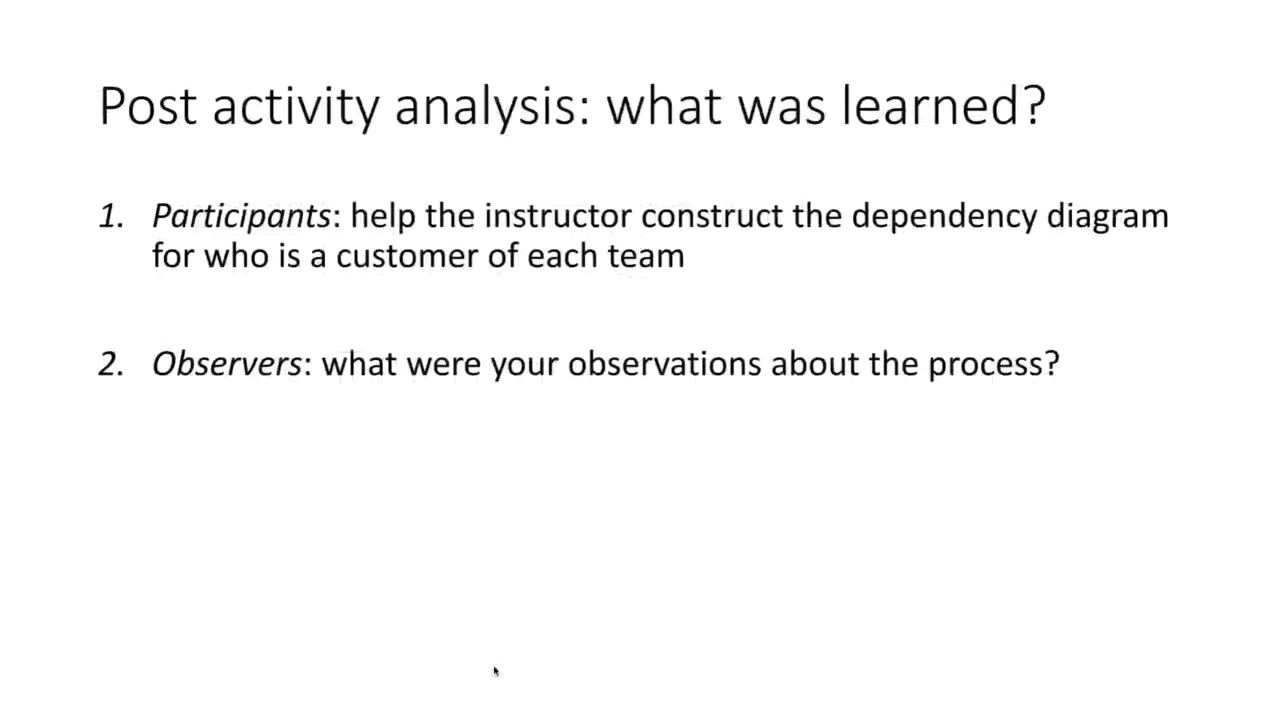 Post activity analysis: what was learned?
1. Participants: help the instructor construct the dependency diagram
for who is a customer of each team
2. Observers: what were your observations about the process?